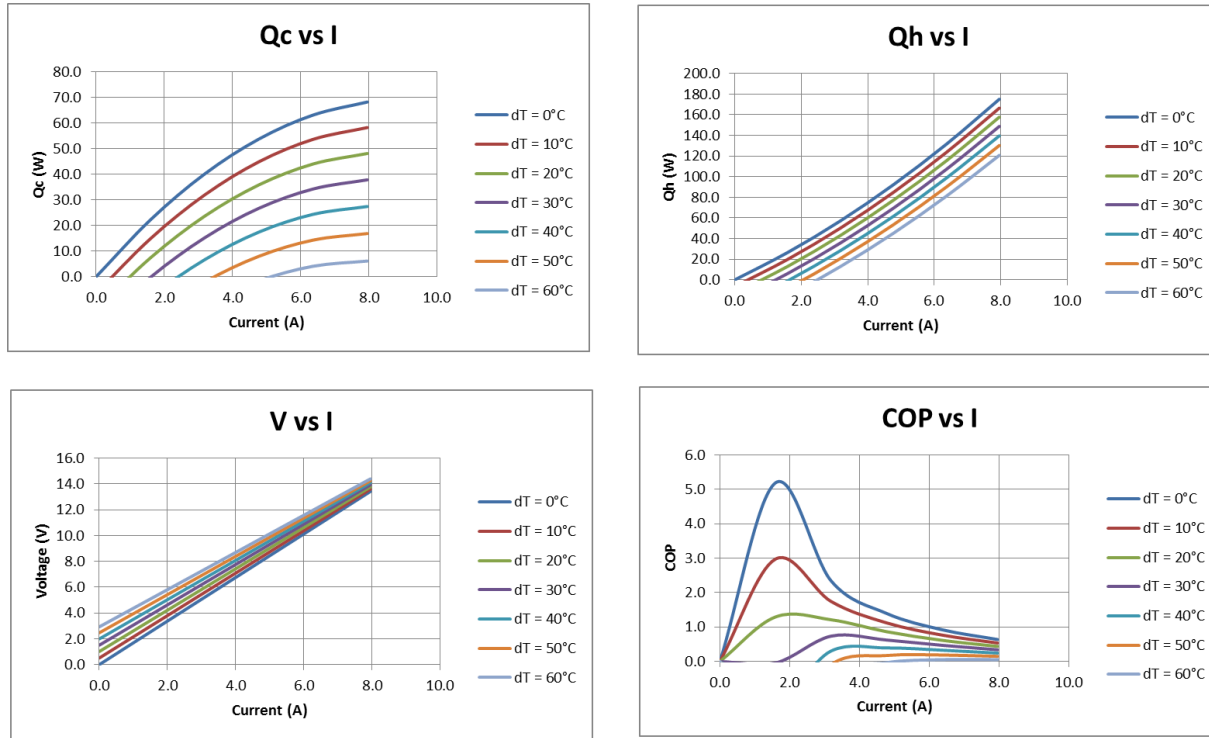 Qc vs I
Qc (W)
80.0
70.0
60.0
50.0
40.0
30.0
20.0
10.0
0.0
0.0 2.0 4.0 6.0 8.0 10.0
Current (A)
dT = 0°C
dT = 10°C
dT = 20°C
dT = 30°C
dT = 40°C
dT = 50°C
dT = 60°C
Qh vs I
Qh (W)
200.0
180.0
160.0
140.0
120.0
100.0
80.0
60.0
40.0
20.0
0.0
0.0 2.0 4.0 6.0 8.0 10.0
Current (A)
dT = 0°C
dT = 10°C
dT = 20°C
dT = 30°C
dT = 40°C
dT = 50°C
dT = 60°C
V vs I
Voltage (V)
16.0
14.0
12.0
10.0
8.0
6.0
4.0
2.0
0.0
0.0 2.0 4.0 6.0 8.0 10.0
Current (A)
dT = 0°C
dT = 10°C
dT = 20°C
dT = 30°C
dT = 40°C
dT = 50°C
dT = 60°C
COP vs I
COP
6.0
5.0
4.0
3.0
2.0
1.0
0.0
0.0 2.0 4.0 6.0 8.0 10.0
Current (A)
dT = 0°C
dT = 10°C
dT = 20°C
dT = 30°C
dT = 40°C
dT = 50°C
dT = 60°C